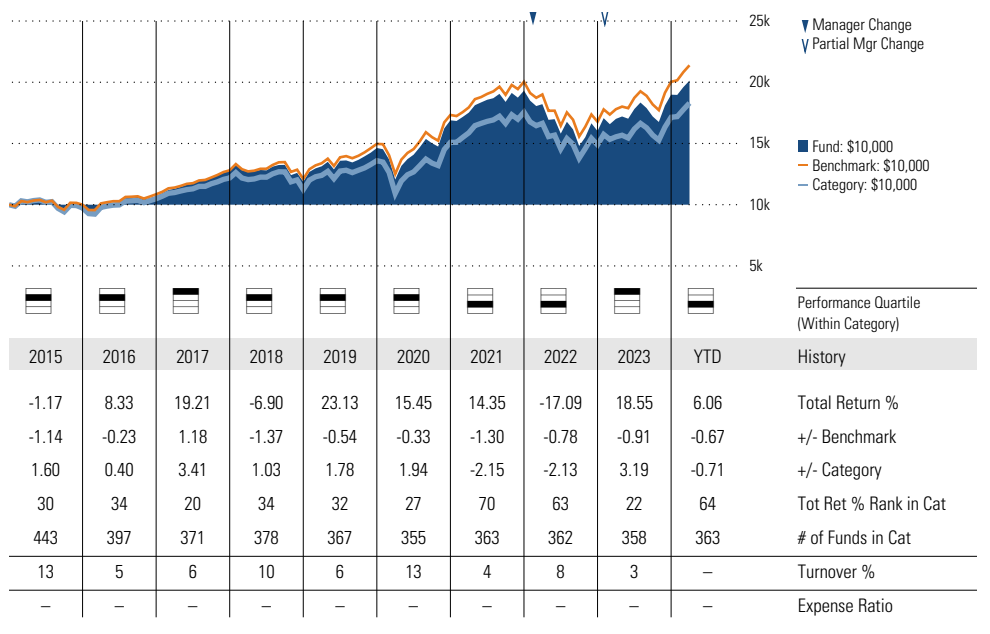 25k
▼ Manager Change
∨ Partial Mgr Change
20k
15k
Fund: $10,000
Benchmark: $10,000
Category: $10,000
10k
5k
Performance Quartile
(Within Category)
2015 2016 2017 2018 2019 2020 2021 2022 2023 YTD History
-1.17 8.33 19.21 -6.90 23.13 15.45 14.35 -17.09 18.55 6.06 Total Return %
-1.14 -0.23 1.18 -1.37 -0.54 -0.33 -1.30 -0.78 -0.91 -0.67 +/- Benchmark
1.60 0.40 3.41 1.03 1.78 1.94 -2.15 -2.13 3.19 -0.71 +/- Category
30 34 20 34 32 27 70 63 22 64 Tot Ret % Rank in Cat
443 397 371 378 367 355 363 362 358 363 # of Funds in Cat
13 5 6 10 6 13 4 8 3 – Turnover %
– – – – – – – – – – Expense Ratio